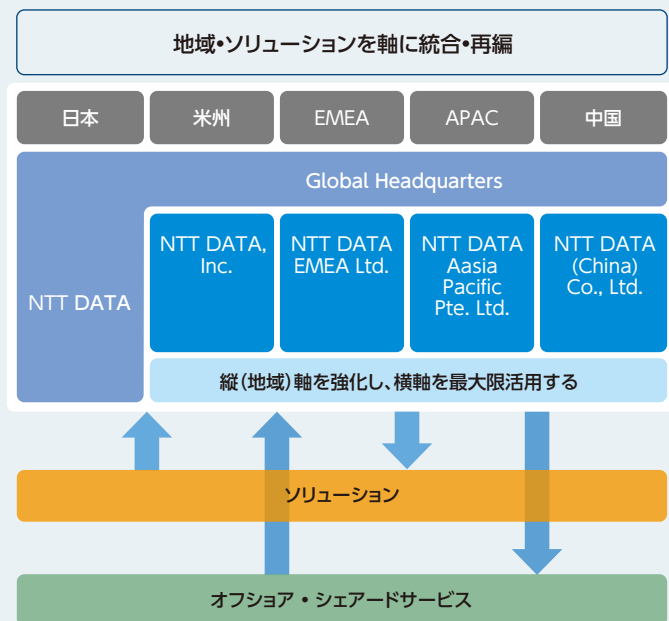 地域・ソリューションを軸に統合・再編
日本
米州
EMEA
APAC
中国
Global Headquarters
NTT DATA
NTT DATA,
Inc.
NTT DATA
EMEA Ltd.
NTT DATA
Aasia
Pacific
Pte. Ltd.
NTT DATA
(China)
Co., Ltd.
縦（地域）軸を強化し、横軸を最大限活用する
ソリューション
オフショア・シェアードサービス